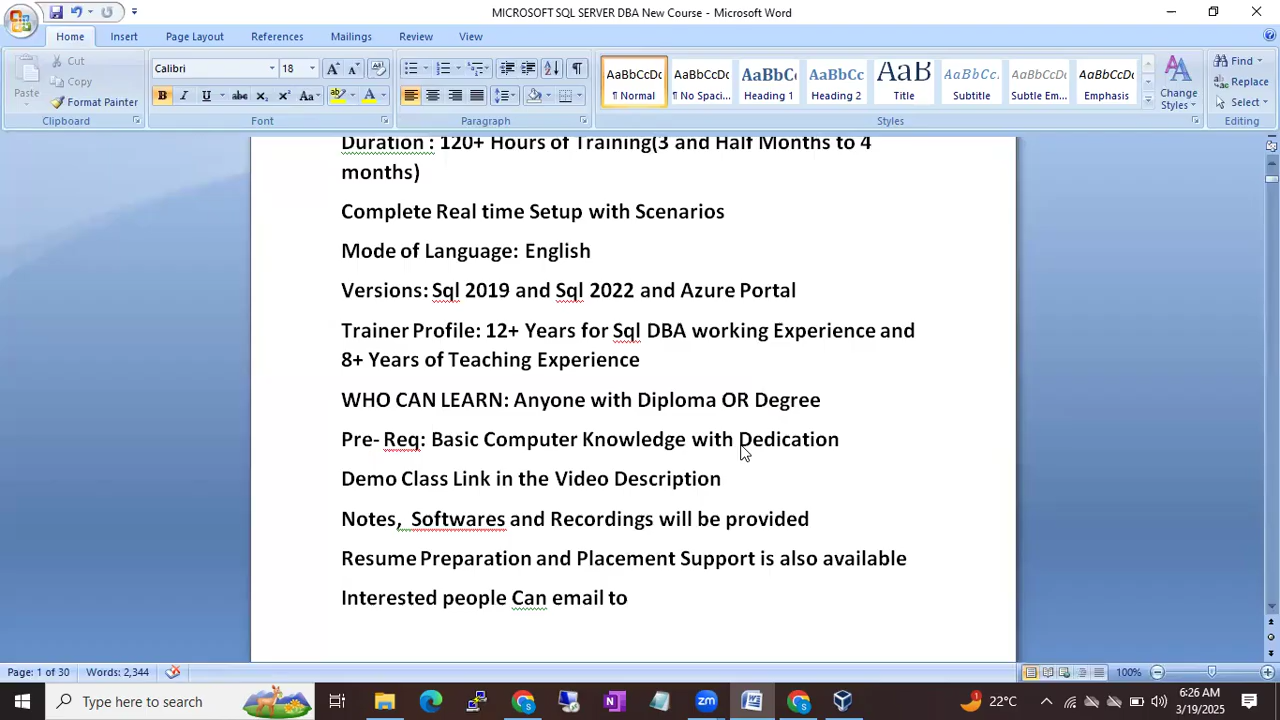 MICROSOFT SQL SERVER DBA New Course - Microsoft Word
Home Insert Page Layout References Mailings Review View
Paste
Cut
Copy
Format Painter
Clipboard
Calibri 18
Font
Paragraph
AaBbCcDc AaBbCcDc AaBbCc AaBbCc AaB AaBbCcL AaBbCcDc AaBbCcDc
¶ Normal ¶ No Spaci... Heading 1 Heading 2 Title Subtitle Subtle Em... Emphasis
Change Styles
Styles
Find
Replace
Select
Editing
Duration : 120+ Hours of Training(3 and Half Months to 4
months)
Complete Real time Setup with Scenarios
Mode of Language: English
Versions: Sql 2019 and Sql 2022 and Azure Portal
Trainer Profile: 12+ Years for Sql DBA working Experience and
8+ Years of Teaching Experience
WHO CAN LEARN: Anyone with Diploma OR Degree
Pre- Req: Basic Computer Knowledge with Dedication
Demo Class Link in the Video Description
Notes, Softwares and Recordings will be provided
Resume Preparation and Placement Support is also available
Interested people Can email to
Page: 1 of 30 Words: 2,344 100%
Type here to search
zm
1
22°C
6:26 AM
3/19/2025